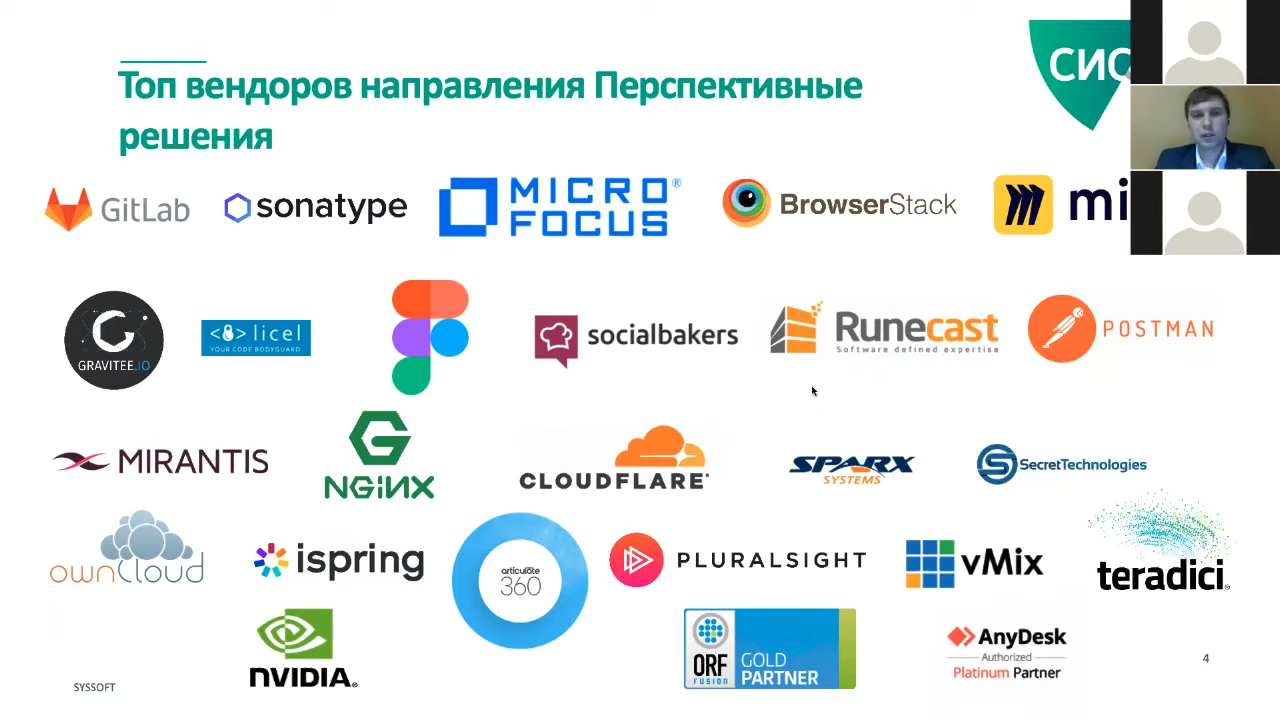 СИС
Топ вендоров направления Перспективные
решения
GitLab
sonatype
MICRO
FOCUS®
BrowserStack
mi
GRAVITEE.IO
<> licel
YOUR CODE BODYGUARD
socialbakers
Runecast
Software defined expertise
POSTMAN
MIRANTIS
NGiNX
CLOUDFLARE®
SPARX
SYSTEMS
SecretTechnologies
ownCloud
ispring
articulate
360
PLURALSIGHT
vMix
teradici®
NVIDIA®
ORF
FUSION
GOLD
PARTNER
AnyDesk
Authorized
Platinum Partner
SYSSOFT
4